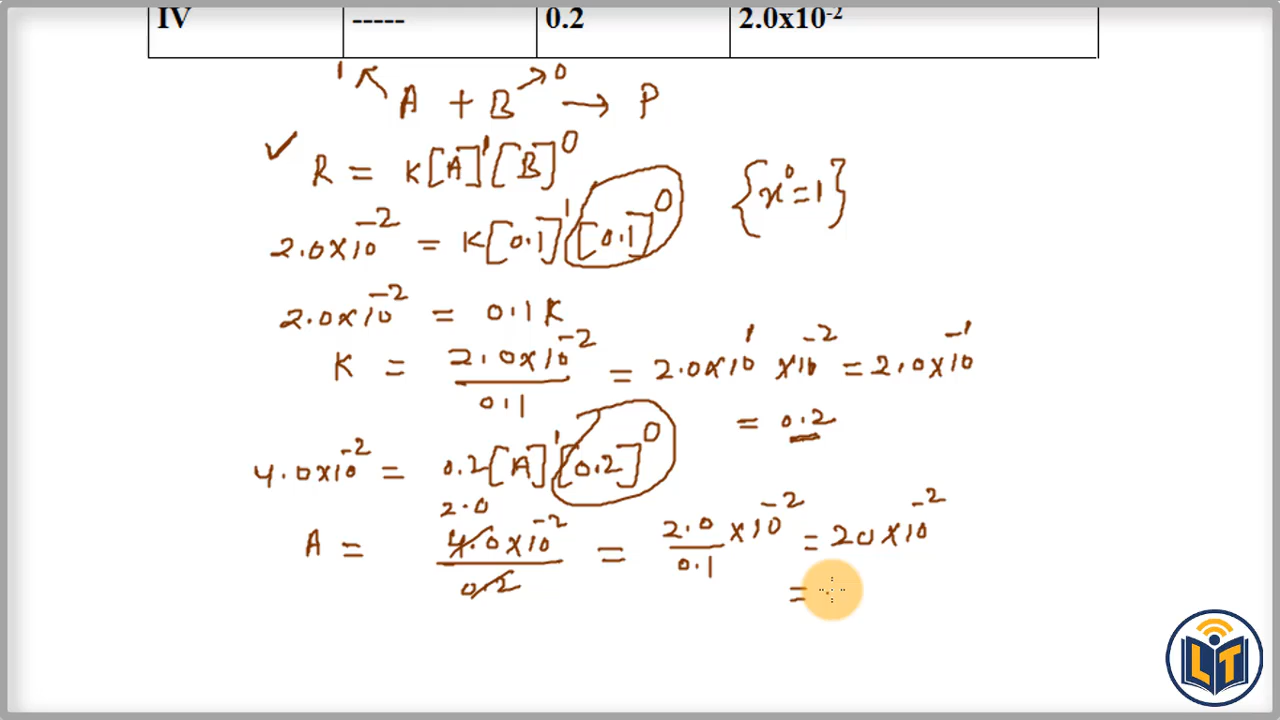 IV ----- 0.2 2.0x10-2
1 0
A + B → P
✓ R = K[A]¹[B]⁰
2.0×10⁻² = K[0.1]¹[0.1]⁰ {x⁰=1}
2.0×10⁻² = 0.1K
K = 2.0×10⁻²/0.1 = 2.0×10¹ ×10⁻² = 2.0×10⁻¹
= 0.2
4.0×10⁻² = 0.2[A]¹[0.2]⁰
2.0
A = 4.0×10⁻²/0.2 = 2.0/0.1 ×10⁻² = 20×10⁻²
= .
LT